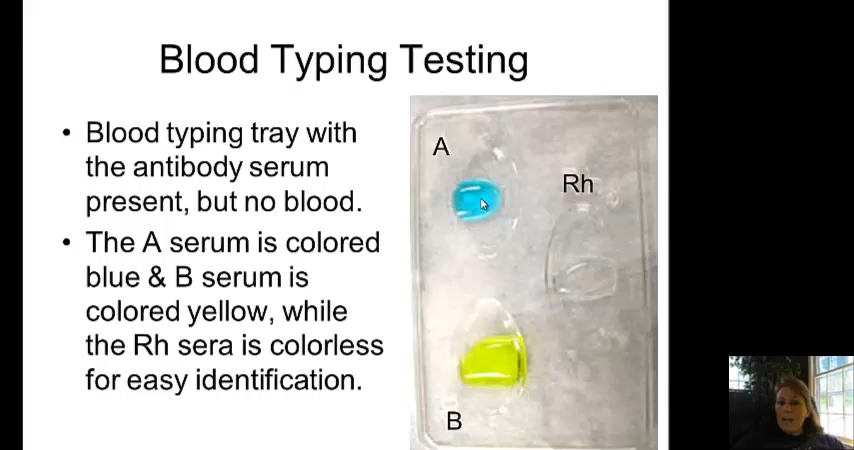 Blood Typing Testing
• Blood typing tray with
the antibody serum
present, but no blood.
• The A serum is colored
blue & B serum is
colored yellow, while
the Rh sera is colorless
for easy identification.
A
Rh
B